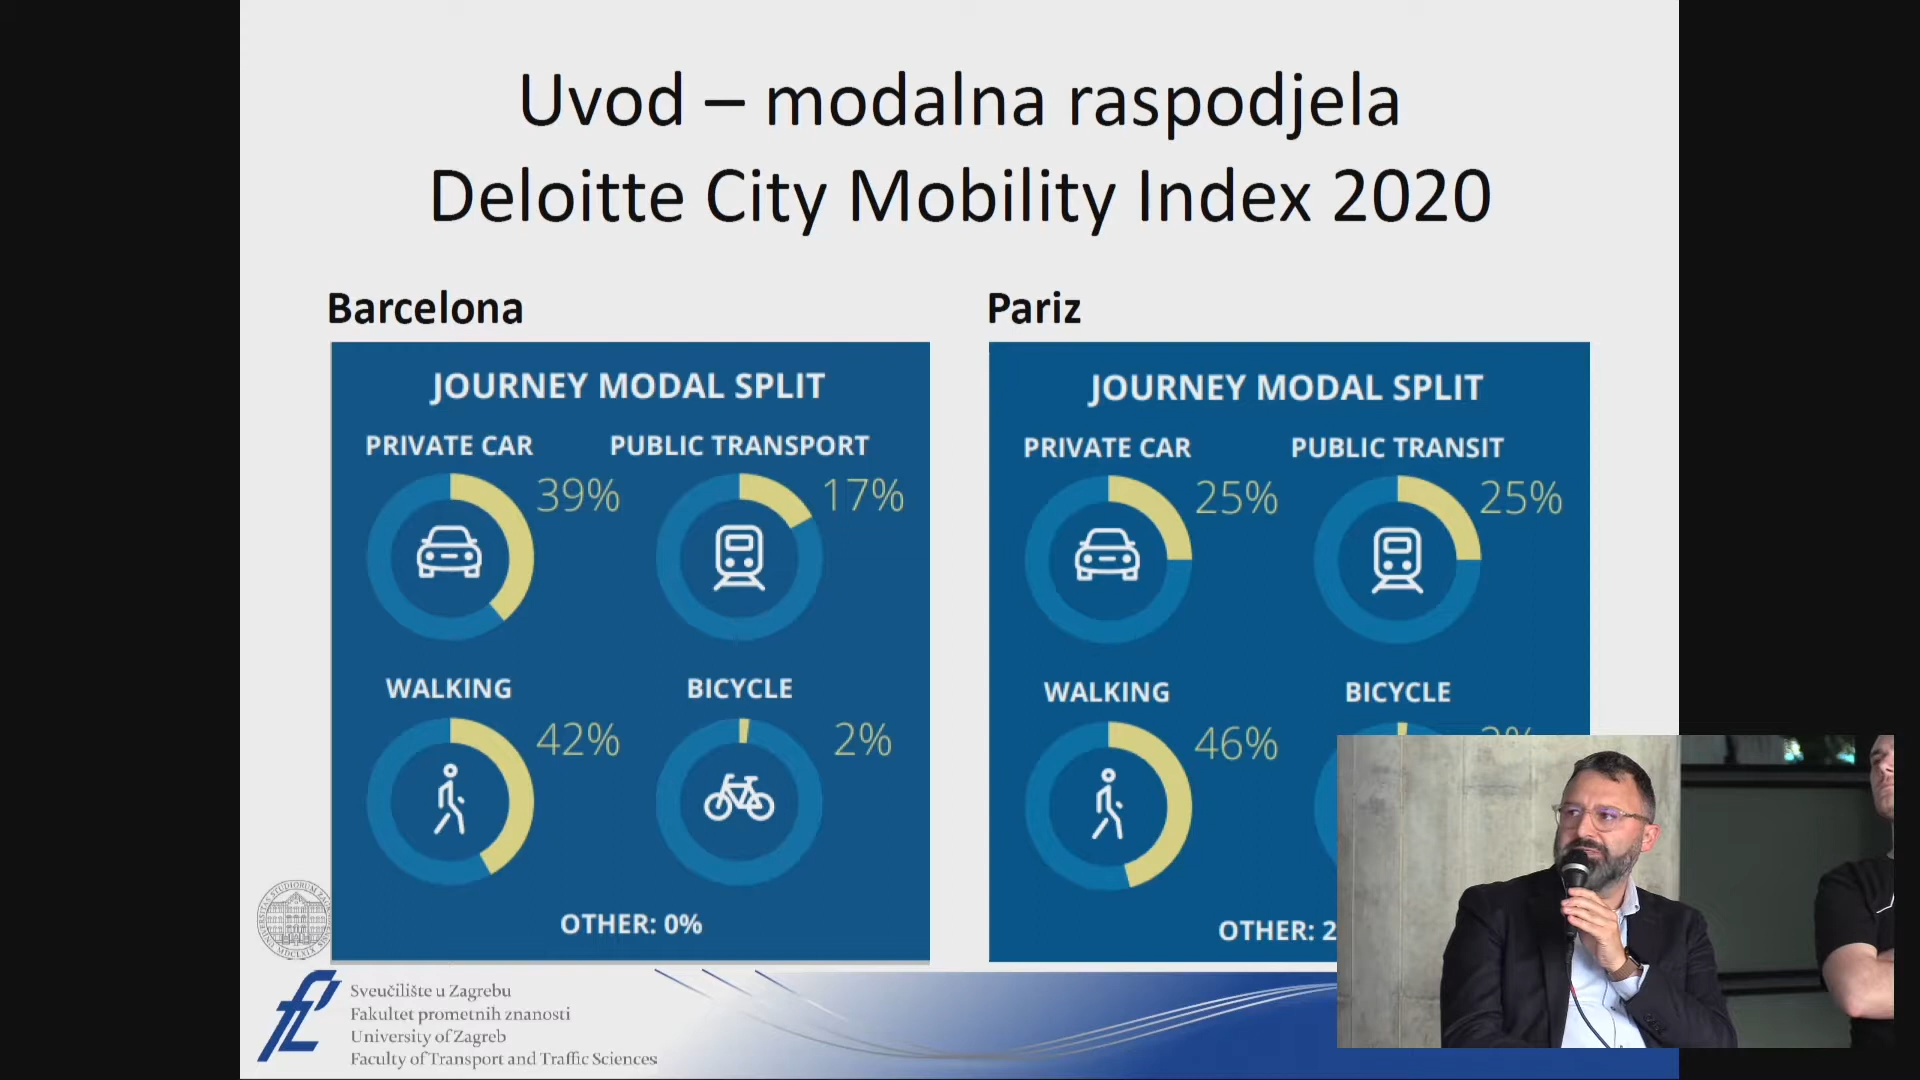 Uvod – modalna raspodjela
Deloitte City Mobility Index 2020
Barcelona
JOURNEY MODAL SPLIT
PRIVATE CAR
39%
PUBLIC TRANSPORT
17%
WALKING
42%
BICYCLE
2%
OTHER: 0%
Pariz
JOURNEY MODAL SPLIT
PRIVATE CAR
25%
PUBLIC TRANSIT
25%
WALKING
46%
BICYCLE
OTHER: 2
Sveučilište u Zagrebu
Fakultet prometnih znanosti
University of Zagreb
Faculty of Transport and Traffic Sciences